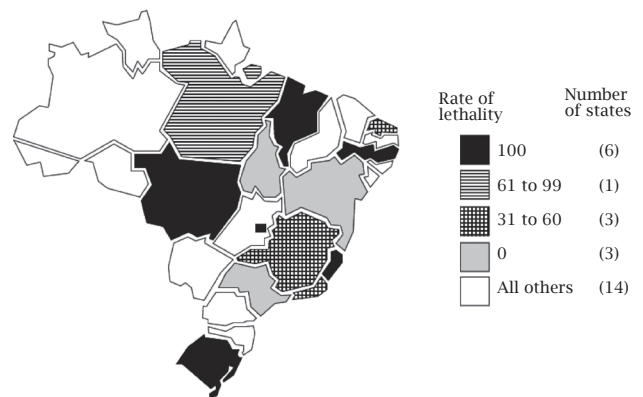 Rate of Number
lethality of states
100 (6)
61 to 99 (1)
31 to 60 (3)
0 (3)
All others (14)